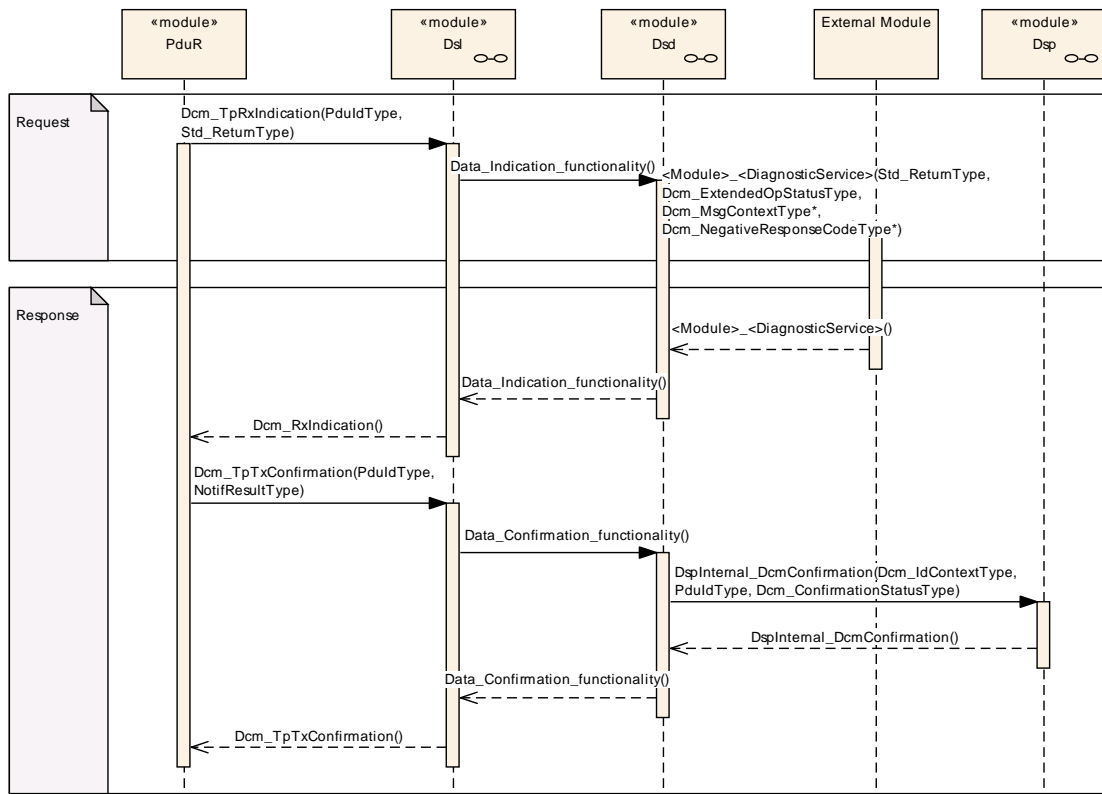 «module»
PduR
«module»
Dsl
«module»
Dsd
External Module
«module»
Dsp
Request
Dcm_TpRxIndication(PduIdType,
Std_ReturnType)
Data_Indication_functionality()
<Module>_<DiagnosticService>(Std_ReturnType,
Dcm_ExtendedOpStatusType,
Dcm_MsgContextType*,
Dcm_NegativeResponseCodeType*)
Response
<Module>_<DiagnosticService>()
Data_Indication_functionality()
Dcm_RxIndication()
Dcm_TpTxConfirmation(PduIdType,
NotifResultType)
Data_Confirmation_functionality()
DspInternal_DcmConfirmation(Dcm_IdContextType,
PduIdType, Dcm_ConfirmationStatusType)
DspInternal_DcmConfirmation()
Data_Confirmation_functionality()
Dcm_TpTxConfirmation()